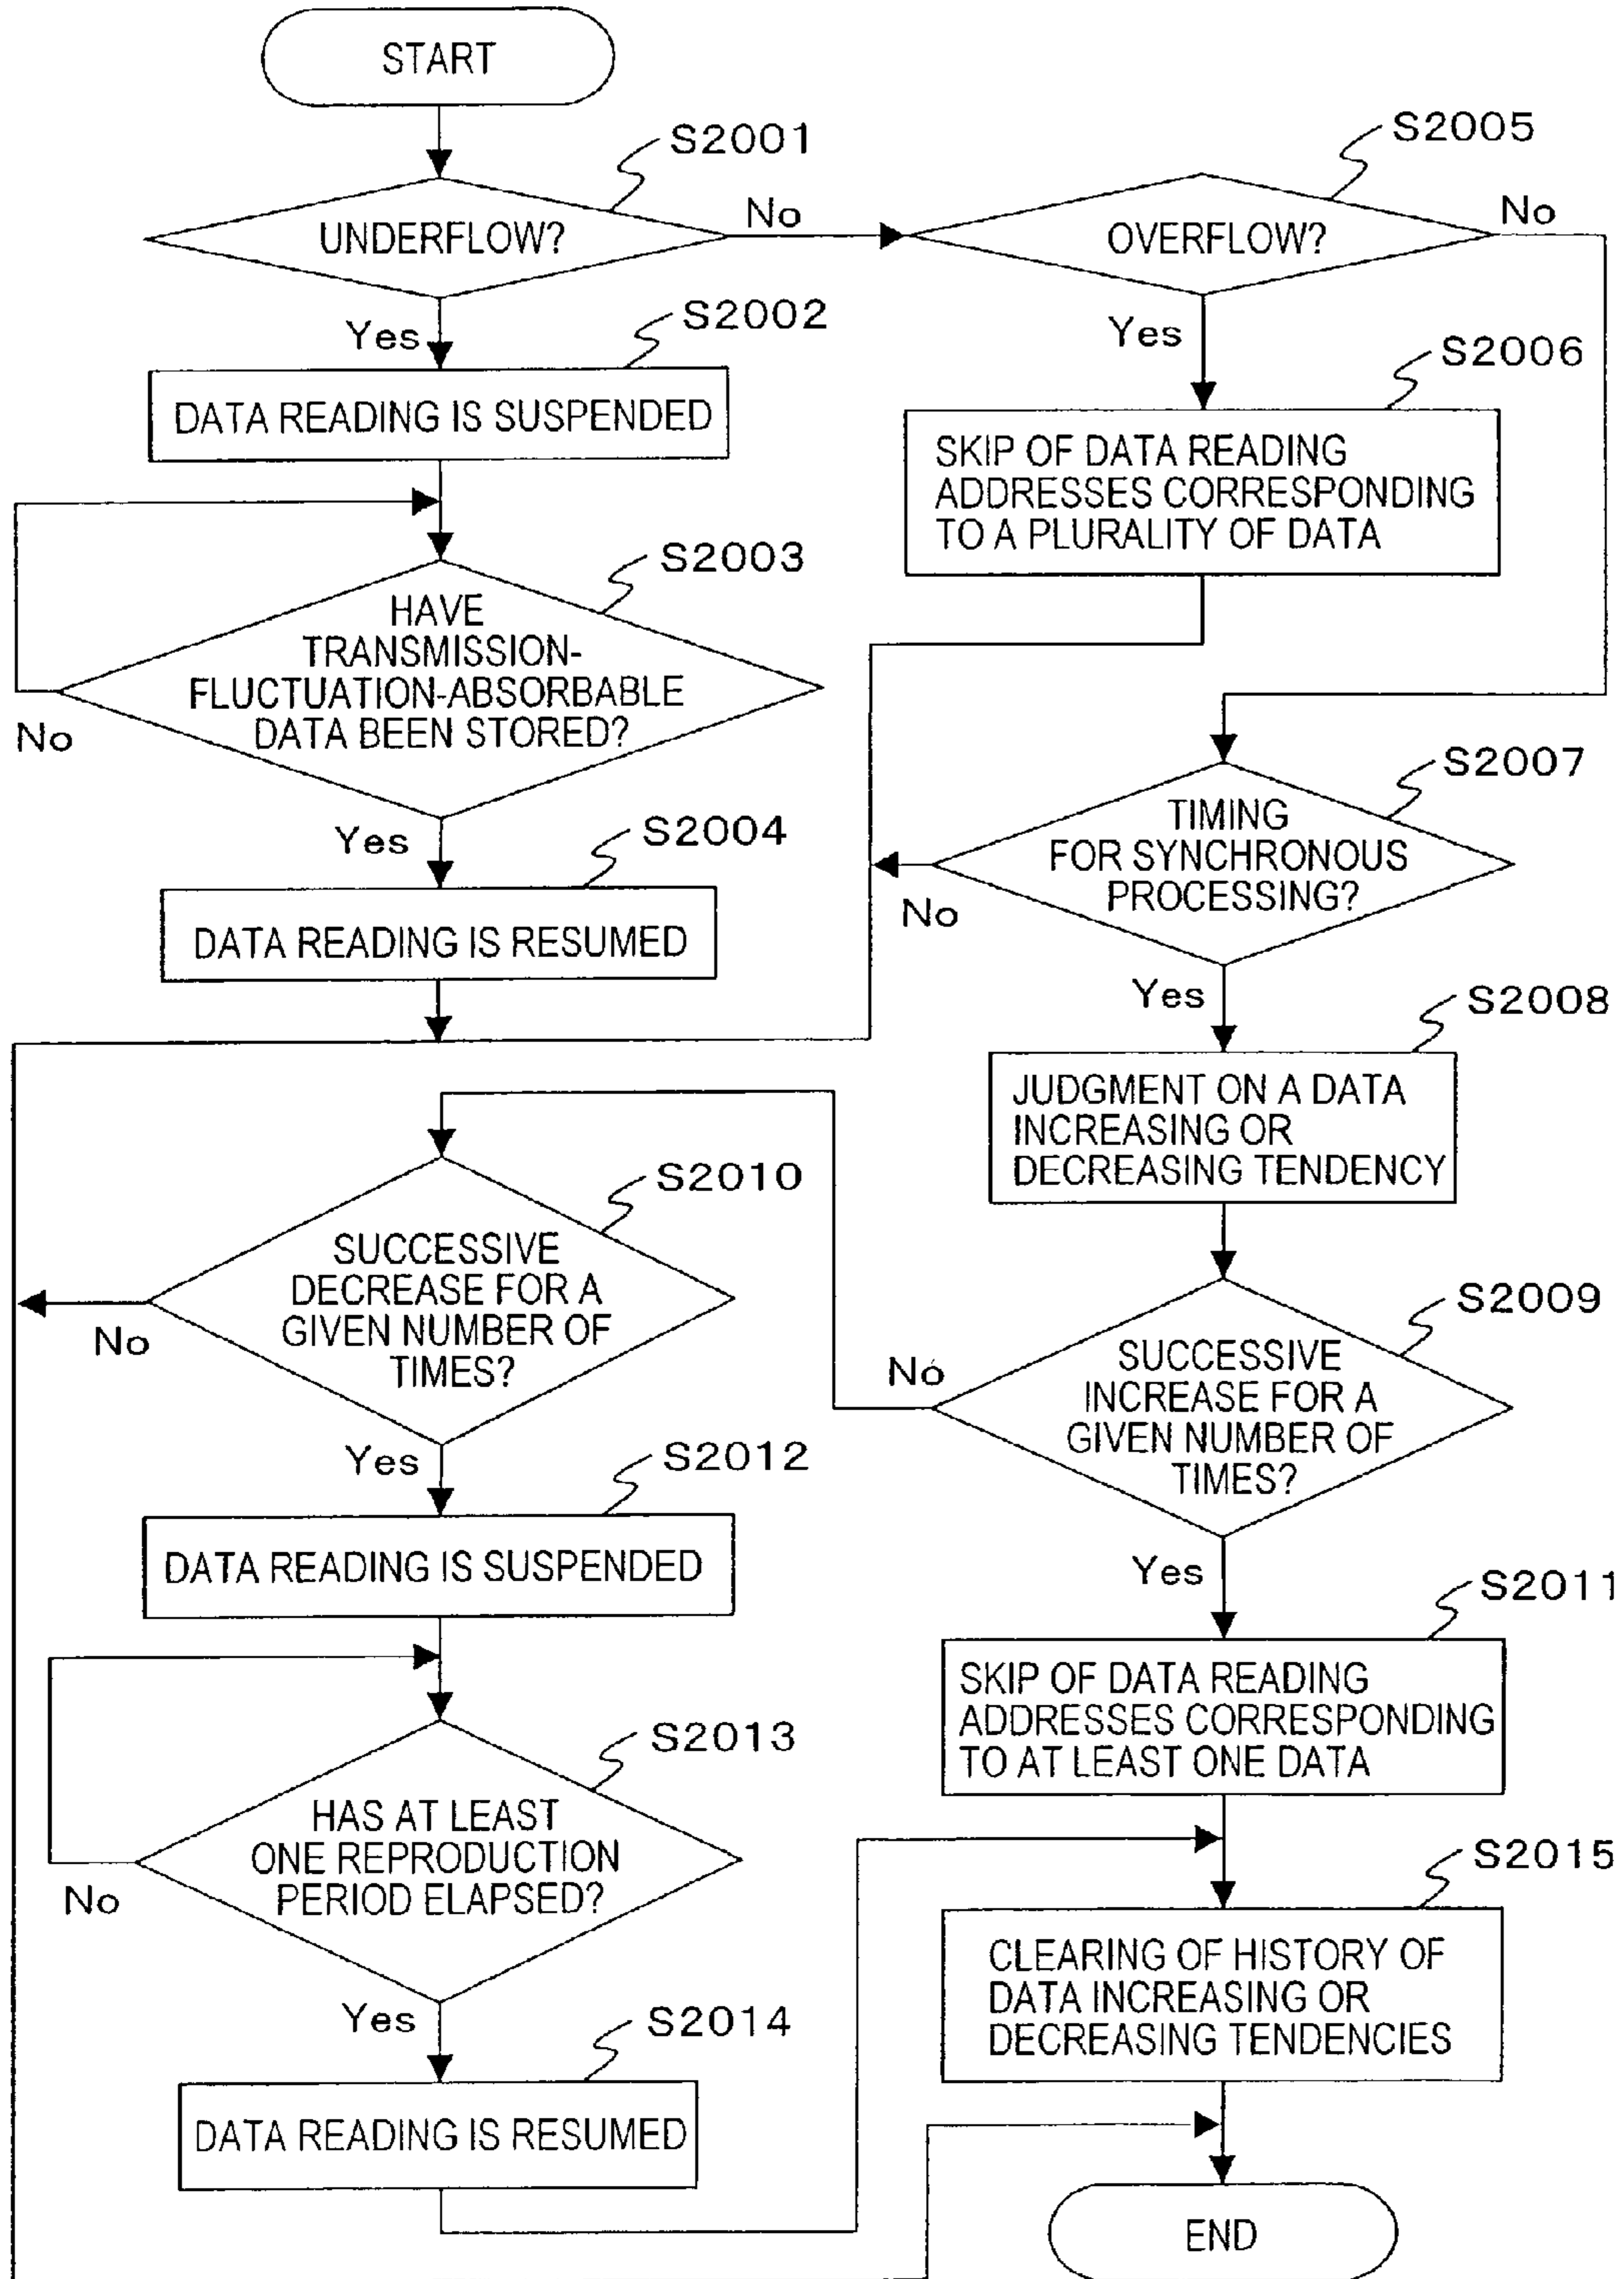 START
S2001
UNDERFLOW?
No
S2005
OVERFLOW?
No
Yes
S2002
DATA READING IS SUSPENDED
Yes
S2006
SKIP OF DATA READING
ADDRESSES CORRESPONDING
TO A PLURALITY OF DATA
S2003
HAVE
TRANSMISSION-
FLUCTUATION-ABSORBABLE
DATA BEEN STORED?
No
Yes
S2004
DATA READING IS RESUMED
S2007
TIMING
FOR SYNCHRONOUS
PROCESSING?
No
Yes
S2008
JUDGMENT ON A DATA
INCREASING OR
DECREASING TENDENCY
S2009
SUCCESSIVE
INCREASE FOR A
GIVEN NUMBER OF
TIMES?
No
Yes
S2010
SUCCESSIVE
DECREASE FOR A
GIVEN NUMBER OF
TIMES?
No
Yes
S2012
DATA READING IS SUSPENDED
S2011
SKIP OF DATA READING
ADDRESSES CORRESPONDING
TO AT LEAST ONE DATA
S2013
HAS AT LEAST
ONE REPRODUCTION
PERIOD ELAPSED?
No
Yes
S2014
DATA READING IS RESUMED
S2015
CLEARING OF HISTORY OF
DATA INCREASING OR
DECREASING TENDENCIES
END